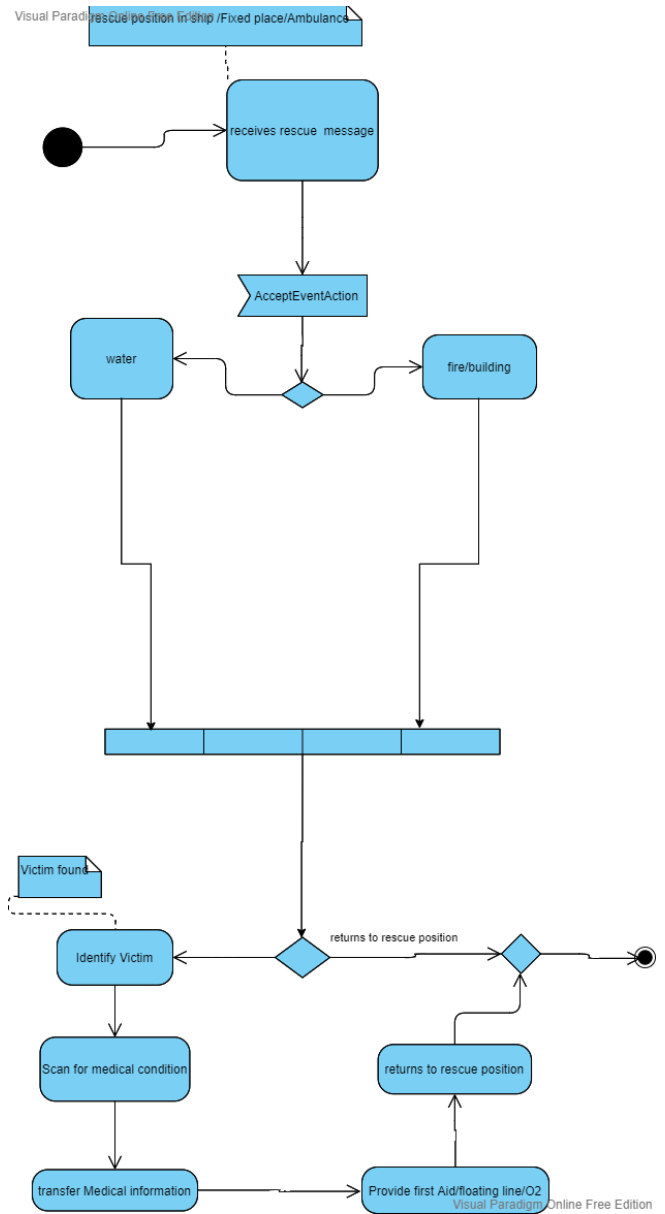 Visual Paradigm Online Free Edition
rescue position in ship /Fixed place/Ambulance
receives rescue message
AcceptEventAction
water
fire/building
Victim found
returns to rescue position
Identify Victim
Scan for medical condition
returns to rescue position
transfer Medical information
Provide first Aid/floating line/O2
Visual Paradigm Online Free Edition